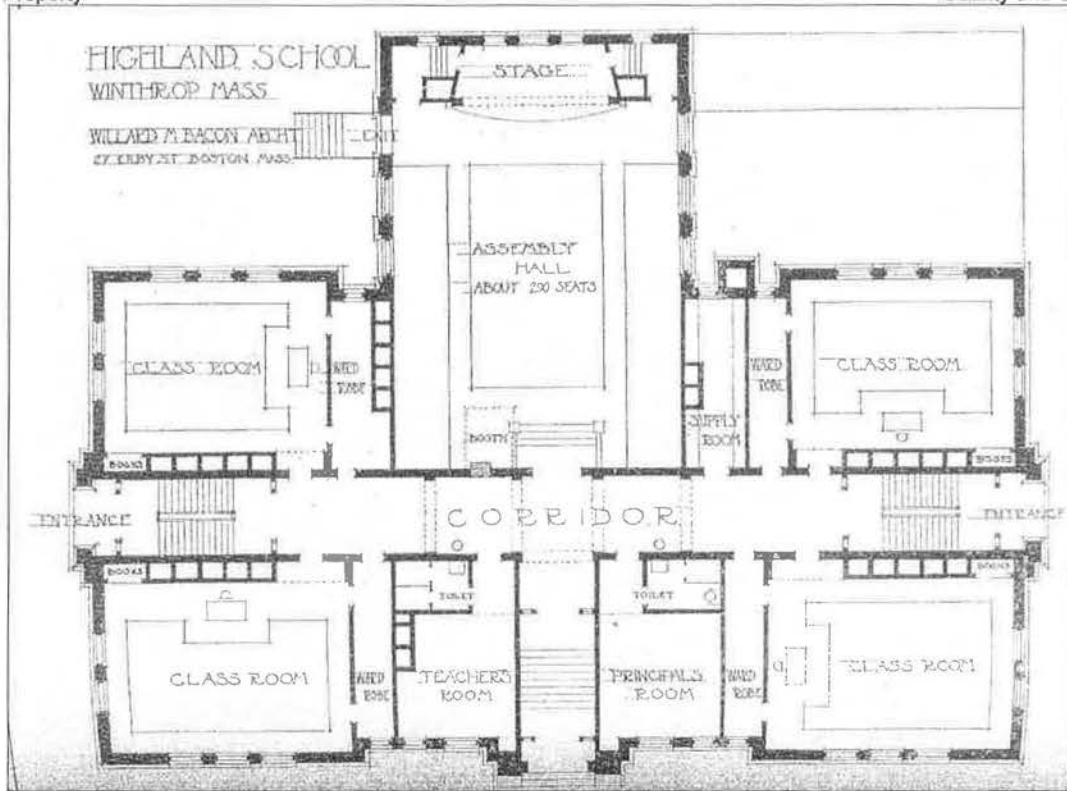 HIGHLAND SCHOOL
WINTHROP MASS
WILLARD M BACON ARCHT
27 KILBY ST BOSTON MASS
EXIT
STAGE
ASSEMBLY
HALL
ABOUT 290 SEATS
CLASS ROOM
WARD
ROBE
BOOTH
SUPPLY
ROOM
WARD
ROBE
CLASS ROOM
BOOKS
BOOKS
ENTRANCE
CORRIDOR
ENTRANCE
BOOKS
BOOKS
TOILET
TOILET
CLASS ROOM
WARD
ROBE
TEACHERS
ROOM
PRINCIPALS
ROOM
WARD
ROBE
CLASS ROOM